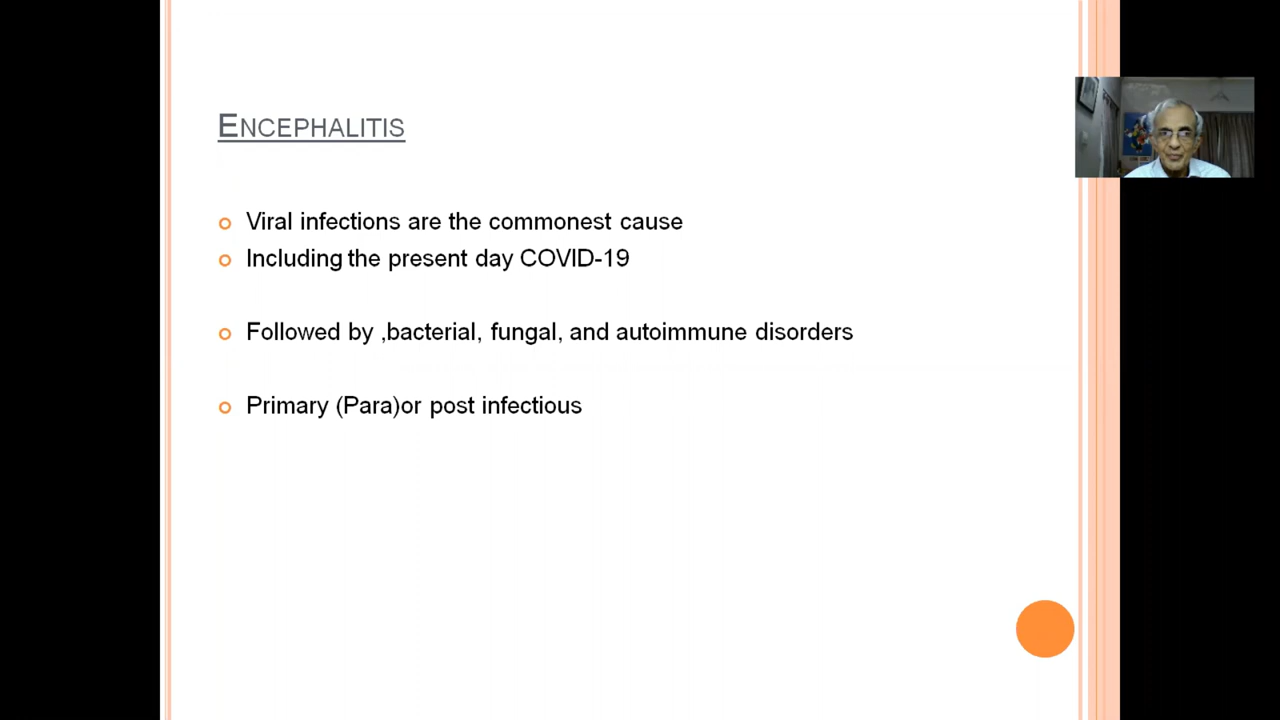 ENCEPHALITIS
Viral infections are the commonest cause
Including the present day COVID-19
Followed by ,bacterial, fungal, and autoimmune disorders
Primary (Para)or post infectious